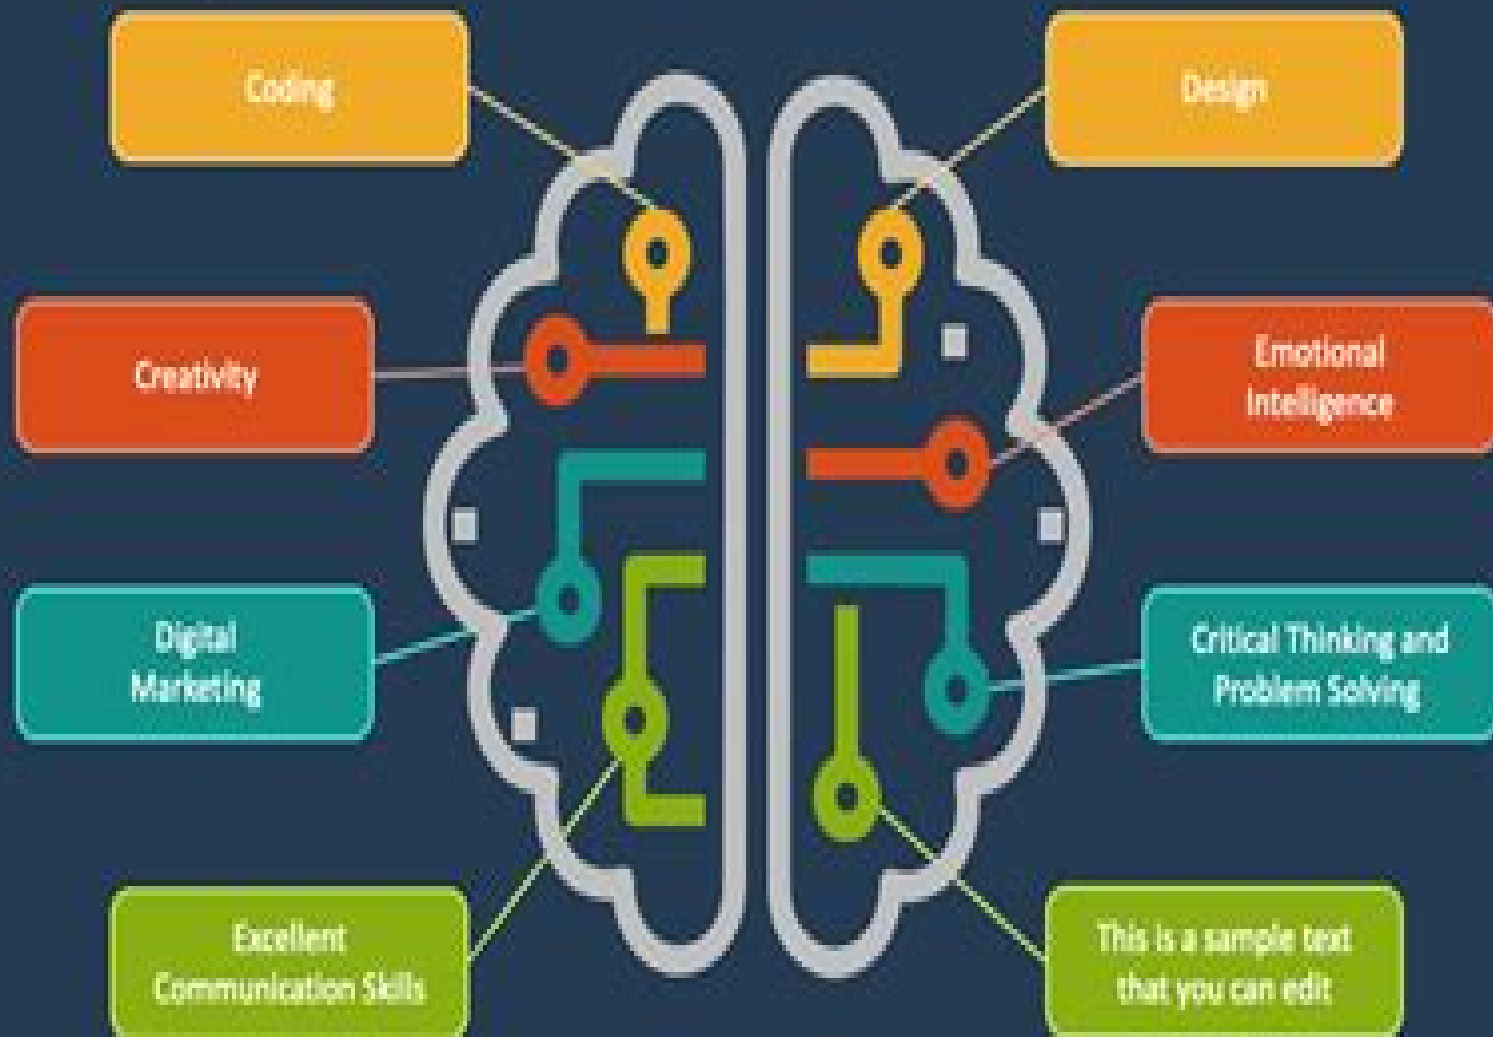 Coding
Design
Creativity
Emotional
Intelligence
Digital
Marketing
Critical Thinking and
Problem Solving
Excellent
Communication Skills
This is a sample text
that you can edit